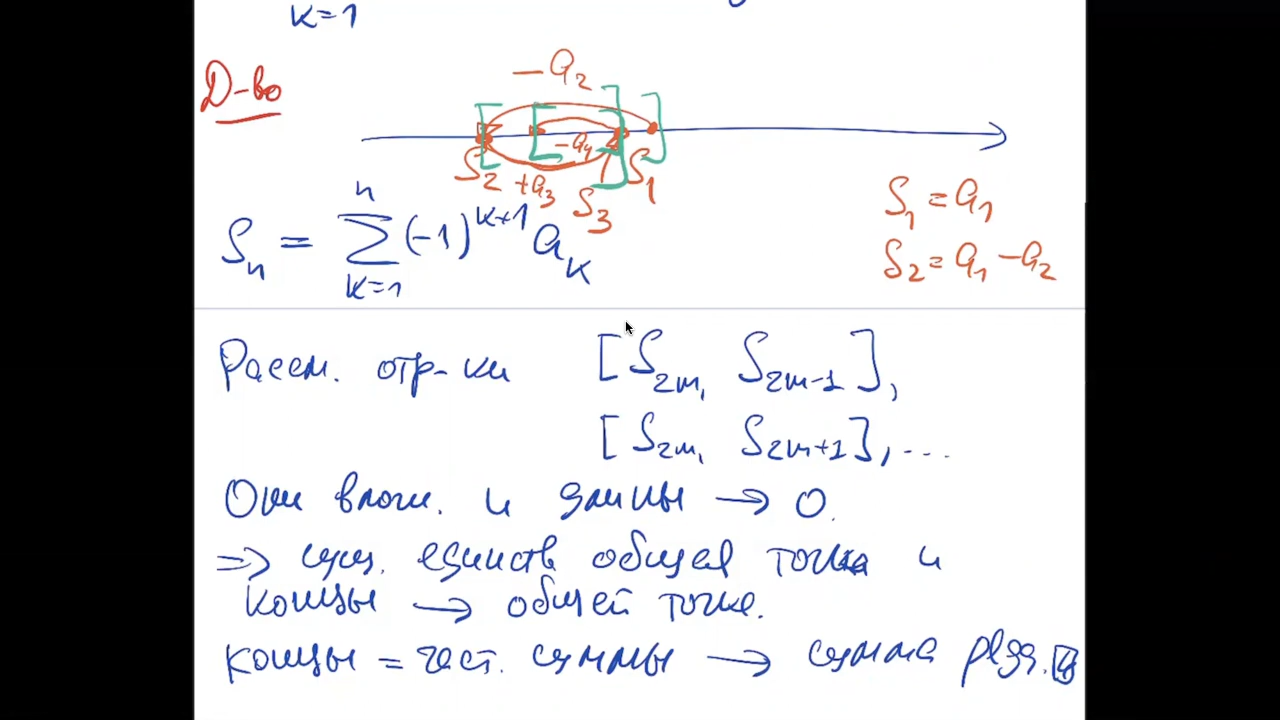 k=1
Д-во
-a₂
-a₄
S₂ +a₃ S₃ S₁
S₁ = a₁
n
Sₙ = ∑ (-1)ᵏ⁺¹ aₖ
k=1
S₂ = a₁ - a₂
Рассм. отр-ки [S₂ₘ, S₂ₘ₋₁],
[S₂ₘ, S₂ₘ₊₁], ...
Они влож. и длины → 0.
=> сущ. единств общая точка и
концы → общей точке.
концы = част. суммы → сумма ряда.